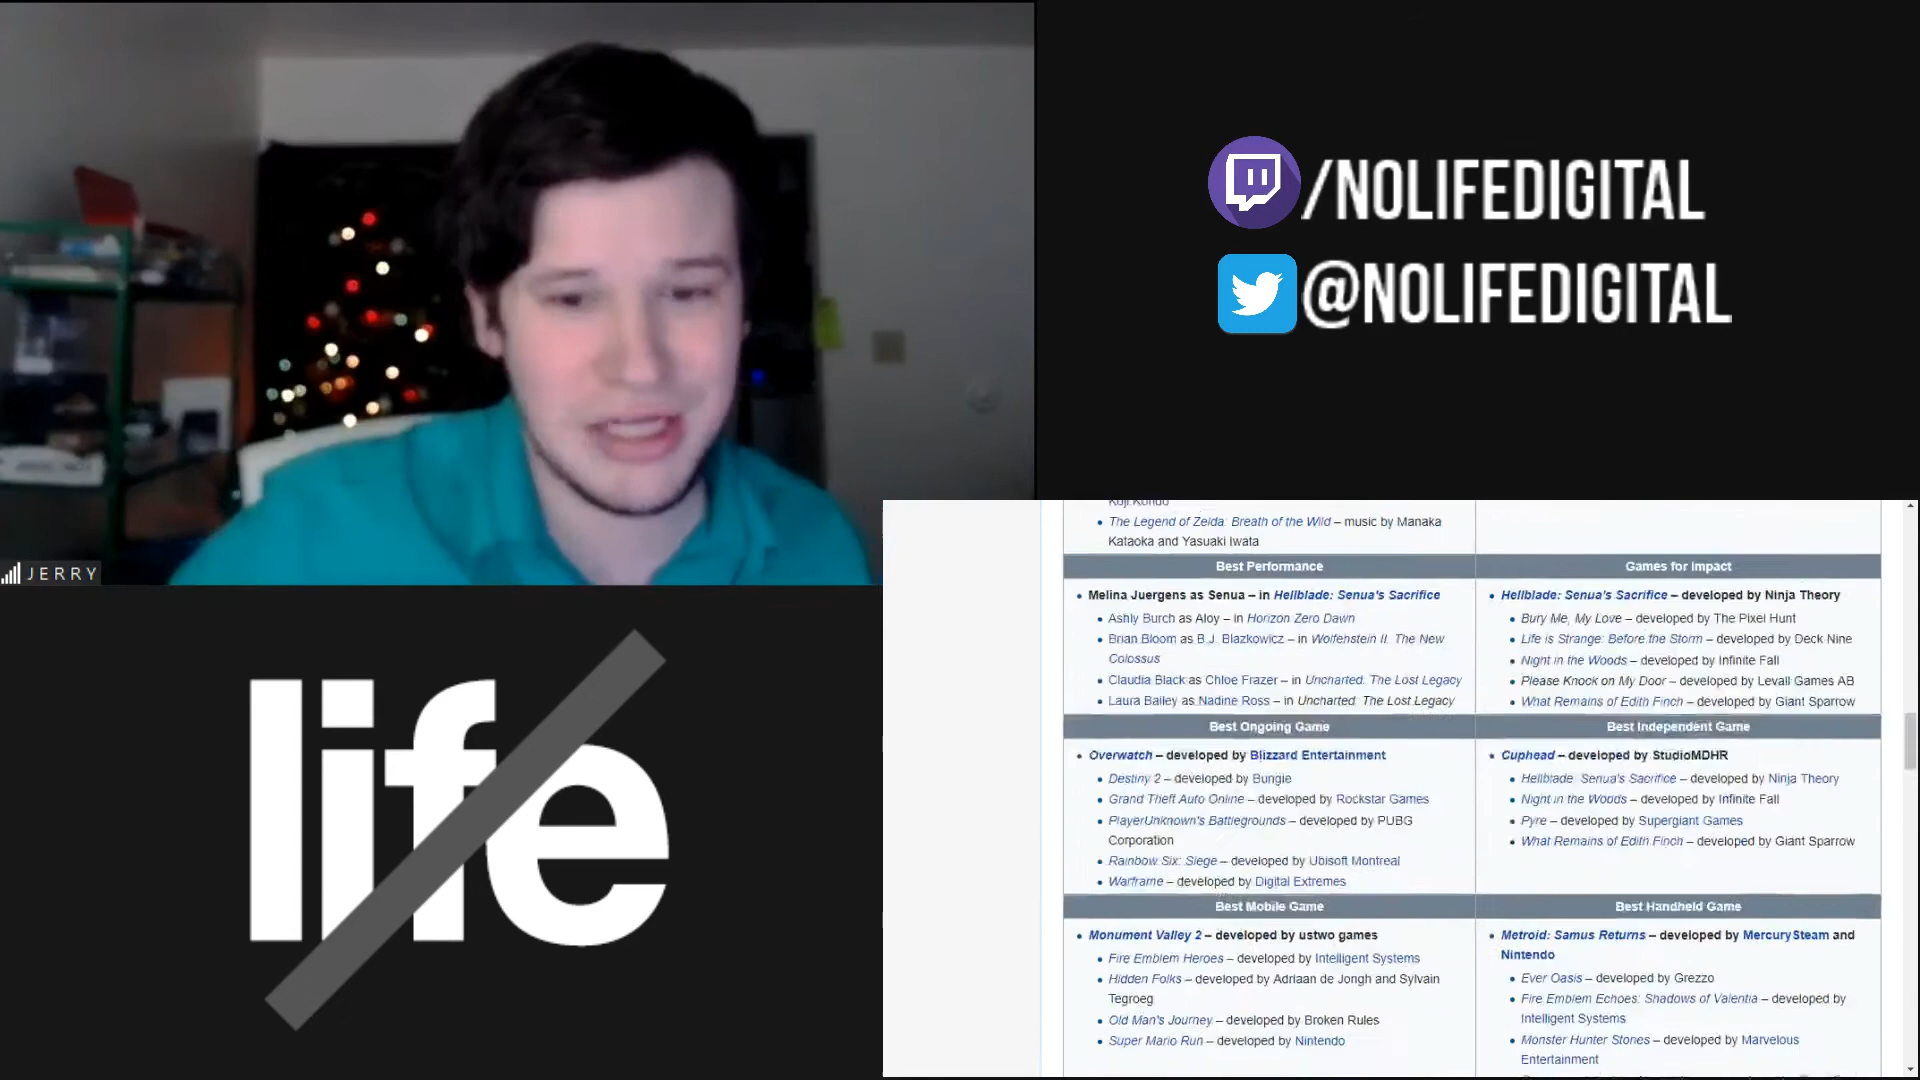 /NOLIFEDIGITAL
@NOLIFEDIGITAL
JERRY
life
Koji Kondo
• The Legend of Zelda: Breath of the Wild – music by Manaka
Kataoka and Yasuaki Iwata
Best Performance
• Melina Juergens as Senua – in Hellblade: Senua's Sacrifice
• Ashly Burch as Aloy – in Horizon Zero Dawn
• Brian Bloom as B.J. Blazkowicz – in Wolfenstein II: The New
Colossus
• Claudia Black as Chloe Frazer – in Uncharted: The Lost Legacy
• Laura Bailey as Nadine Ross – in Uncharted: The Lost Legacy
Games for Impact
• Hellblade: Senua's Sacrifice – developed by Ninja Theory
• Bury Me, My Love – developed by The Pixel Hunt
• Life is Strange: Before the Storm – developed by Deck Nine
• Night in the Woods – developed by Infinite Fall
• Please Knock on My Door – developed by Levall Games AB
• What Remains of Edith Finch – developed by Giant Sparrow
Best Ongoing Game
• Overwatch – developed by Blizzard Entertainment
• Destiny 2 – developed by Bungie
• Grand Theft Auto Online – developed by Rockstar Games
• PlayerUnknown's Battlegrounds – developed by PUBG
Corporation
• Rainbow Six: Siege – developed by Ubisoft Montreal
• Warframe – developed by Digital Extremes
Best Independent Game
• Cuphead – developed by StudioMDHR
• Hellblade: Senua's Sacrifice – developed by Ninja Theory
• Night in the Woods – developed by Infinite Fall
• Pyre – developed by Supergiant Games
• What Remains of Edith Finch – developed by Giant Sparrow
Best Mobile Game
• Monument Valley 2 – developed by ustwo games
• Fire Emblem Heroes – developed by Intelligent Systems
• Hidden Folks – developed by Adriaan de Jongh and Sylvain
Tegroeg
• Old Man's Journey – developed by Broken Rules
• Super Mario Run – developed by Nintendo
Best Handheld Game
• Metroid: Samus Returns – developed by MercurySteam and
Nintendo
• Ever Oasis – developed by Grezzo
• Fire Emblem Echoes: Shadows of Valentia – developed by
Intelligent Systems
• Monster Hunter Stories – developed by Marvelous
Entertainment